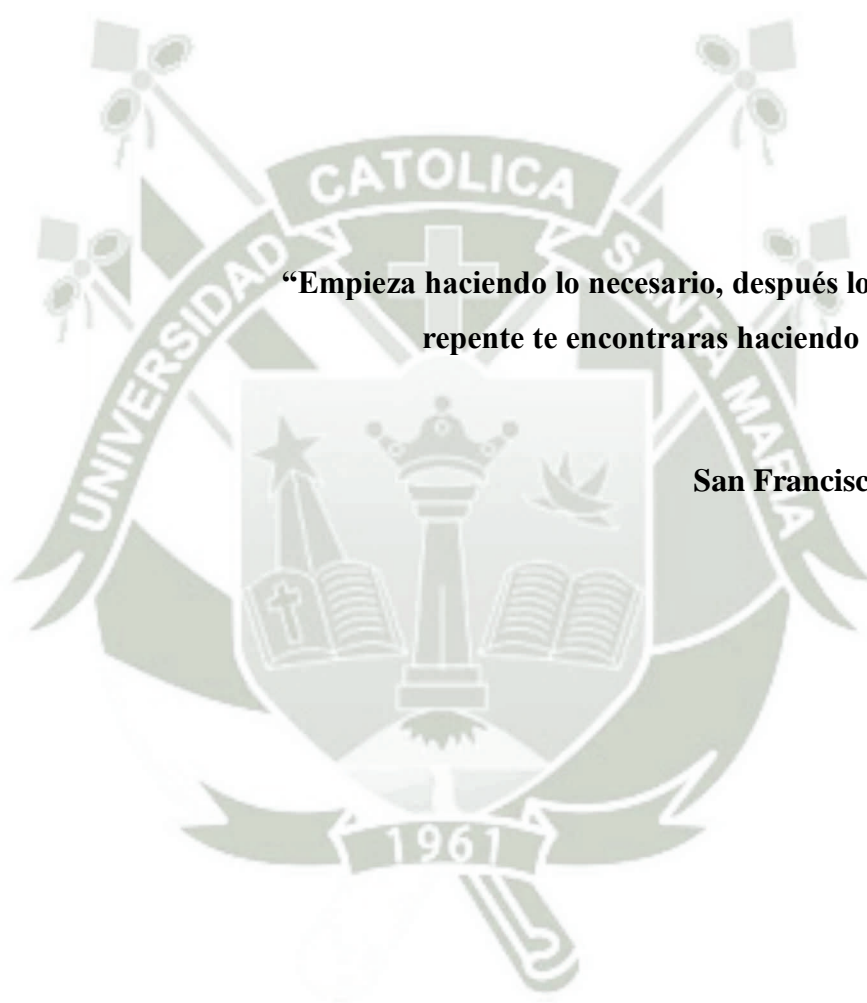 CATOLICA
UNIVERSIDAD
SANTA MARIA
“Empieza haciendo lo necesario, después lo
repente te encontraras haciendo
San Francisc
1961